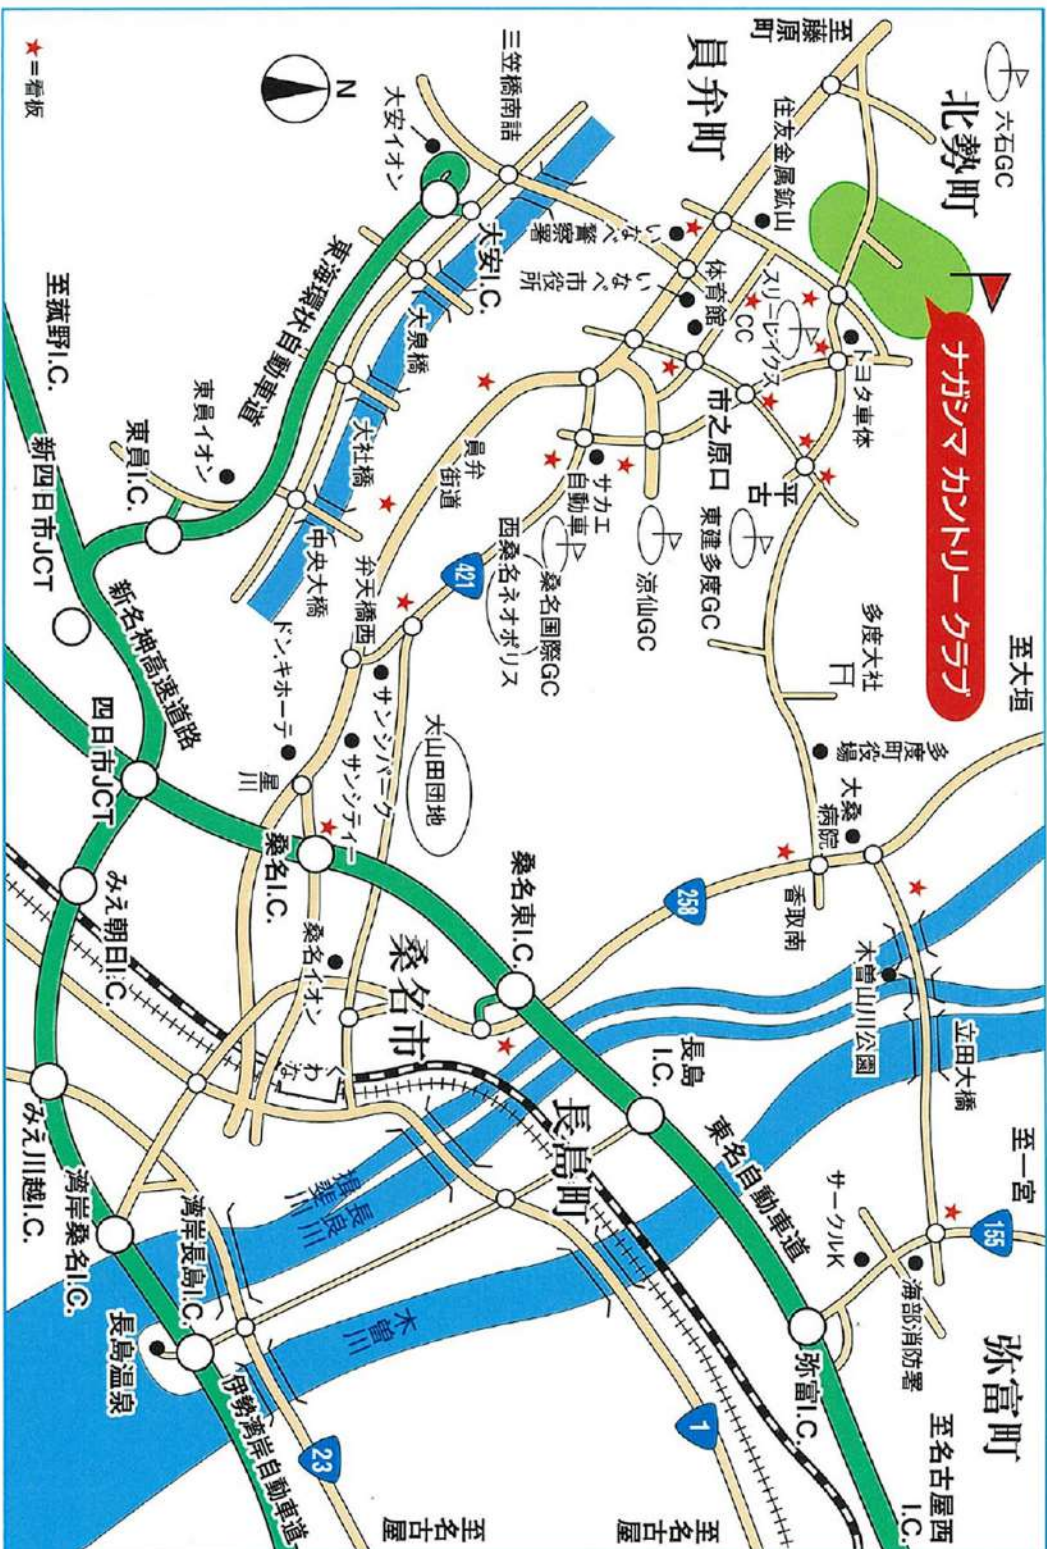 至藤原
町
北勢町
六石GC
員弁町
住友金属鉱山
ナガシマ カントリー クラブ
三笠橋南詰
大安イオン
N
★=看板
大安I.C.
いなべ警察署
いなべ市役所
体育館
スリーレイクス
CC
トヨタ車体
市之原口
平古
大泉橋
東海環状自動車道
至菰野I.C.
東員イオン
東員I.C.
新四日市JCT
大社橋
中央大橋
員弁
街道
サカエ
自動車
涼仙GC
東建多度GC
桑名国際GC
西桑名ネオポリス
421
弁天橋西
多度大社
至大垣
多度
町役場
大桑
病院
香取南
258
大山田団地
サンシパーク
サンシティー
ドン.キホーテ
星川
新名神高速道路
四日市JCT
桑名I.C.
桑名東I.C.
みえ朝日I.C.
桑名イオン
桑名市
くわな
木曽山川公園
立田大橋
至一宮
155
サークルK
海部消防署
弥富町
長島
I.C.
東名自動車道
長島町
弥富I.C.
至名古屋西
I.C.
揖斐川
長良川
木曽川
みえ川越I.C.
湾岸桑名I.C.
湾岸長島I.C.
長島温泉
伊勢湾岸自動車道
23
至名古屋
1
至名古屋